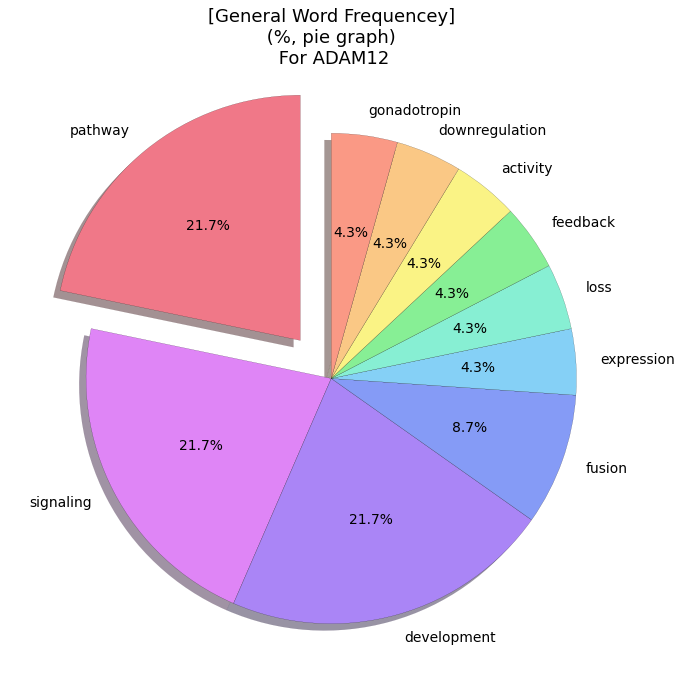 [General Word Frequencey]
(%, pie graph)
For ADAM12
gonadotropin
downregulation
pathway
activity
feedback
21.7%
4.3%
4.3%
4.3%
loss
4.3%
4.3%
expression
4.3%
8.7%
21.7%
fusion
signaling
21.7%
development